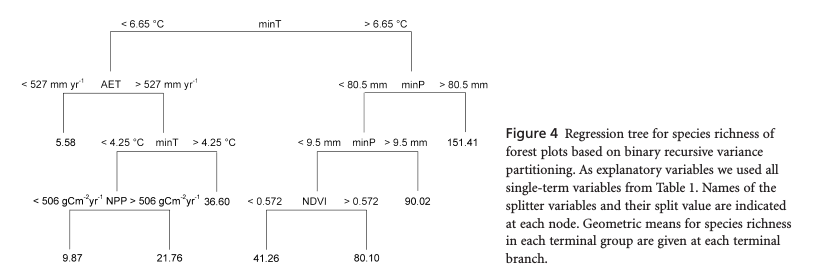 < 6.65 °C minT > 6.65 °C
< 527 mm yr⁻¹ AET > 527 mm yr⁻¹ < 80.5 mm minP > 80.5 mm
5.58 < 4.25 °C minT > 4.25 °C < 9.5 mm minP > 9.5 mm 151.41
< 506 gCm⁻²yr⁻¹ NPP > 506 gCm⁻²yr⁻¹ 36.60 < 0.572 NDVI > 0.572 90.02
9.87 21.76 41.26 80.10
Figure 4 Regression tree for species richness of
forest plots based on binary recursive variance
partitioning. As explanatory variables we used all
single-term variables from Table 1. Names of the
splitter variables and their split value are indicated
at each node. Geometric means for species richness
in each terminal group are given at each terminal
branch.